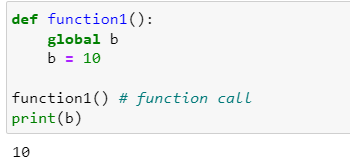 def function1():
    global b
    b = 10

function1() # function call
print(b)
10